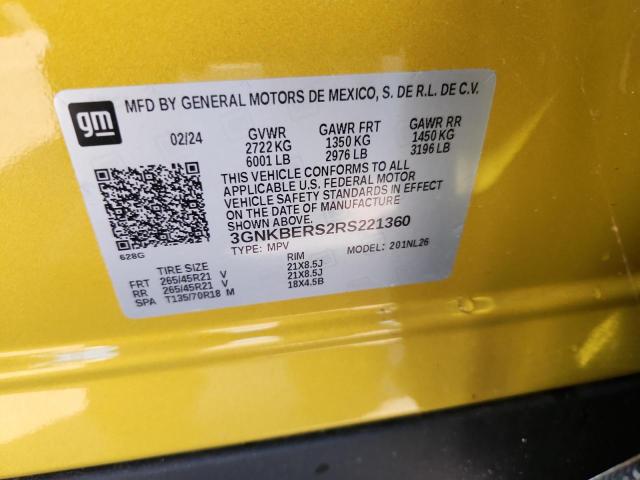 gm
MFD BY GENERAL MOTORS DE MEXICO, S. DE R.L. DE C.V.
02/24 GVWR GAWR FRT GAWR RR
2722 KG 1350 KG 1450 KG
6001 LB 2976 LB 3196 LB
THIS VEHICLE CONFORMS TO ALL
APPLICABLE U.S. FEDERAL MOTOR
VEHICLE SAFETY STANDARDS IN EFFECT
ON THE DATE OF MANUFACTURE
SHOWN ABOVE.
3GNKBERS2RS221360
628G TYPE: MPV MODEL: 201NL26
TIRE SIZE RIM
FRT 265/45R21 V 21X8.5J
RR 265/45R21 V 21X8.5J
SPA T135/70R18 M 18X4.5B